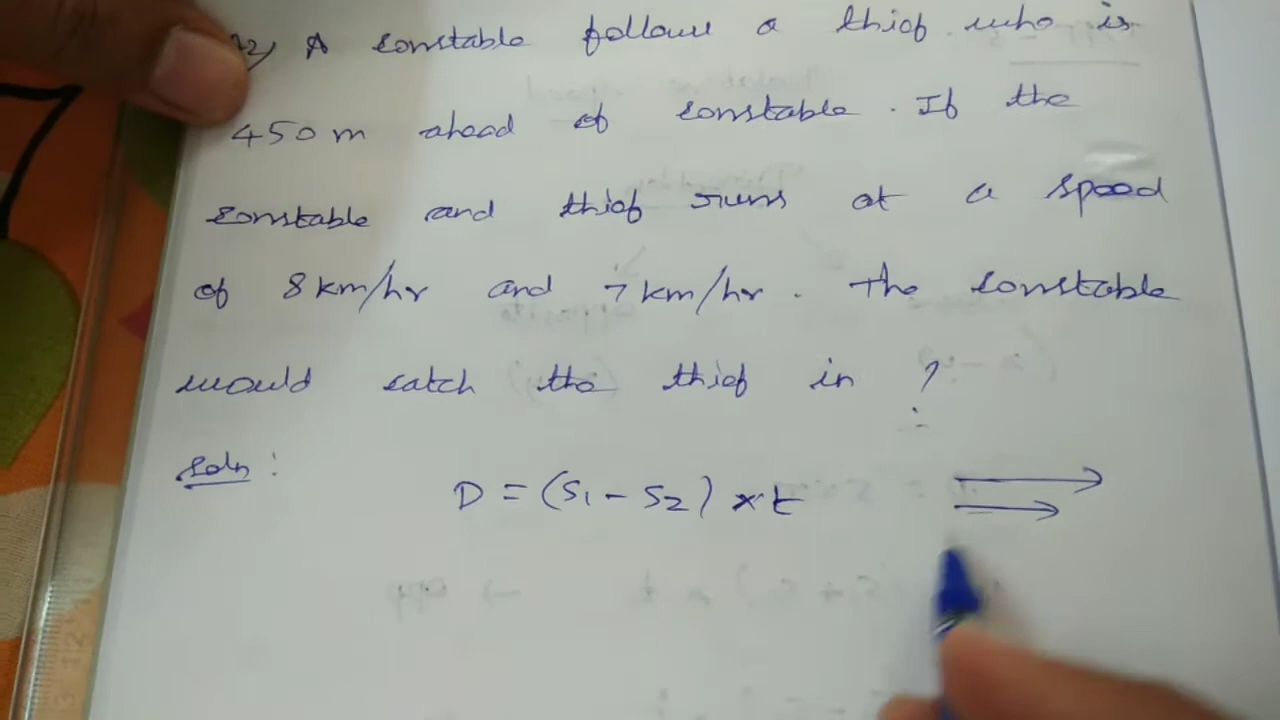 2) A constable follows a thief who is
450m ahead of constable. If the
constable and thief runs at a speed
of 8 km/hr and 7 km/hr. The constable
would catch the thief in ?
Soln :
D = (S1 - S2) × t